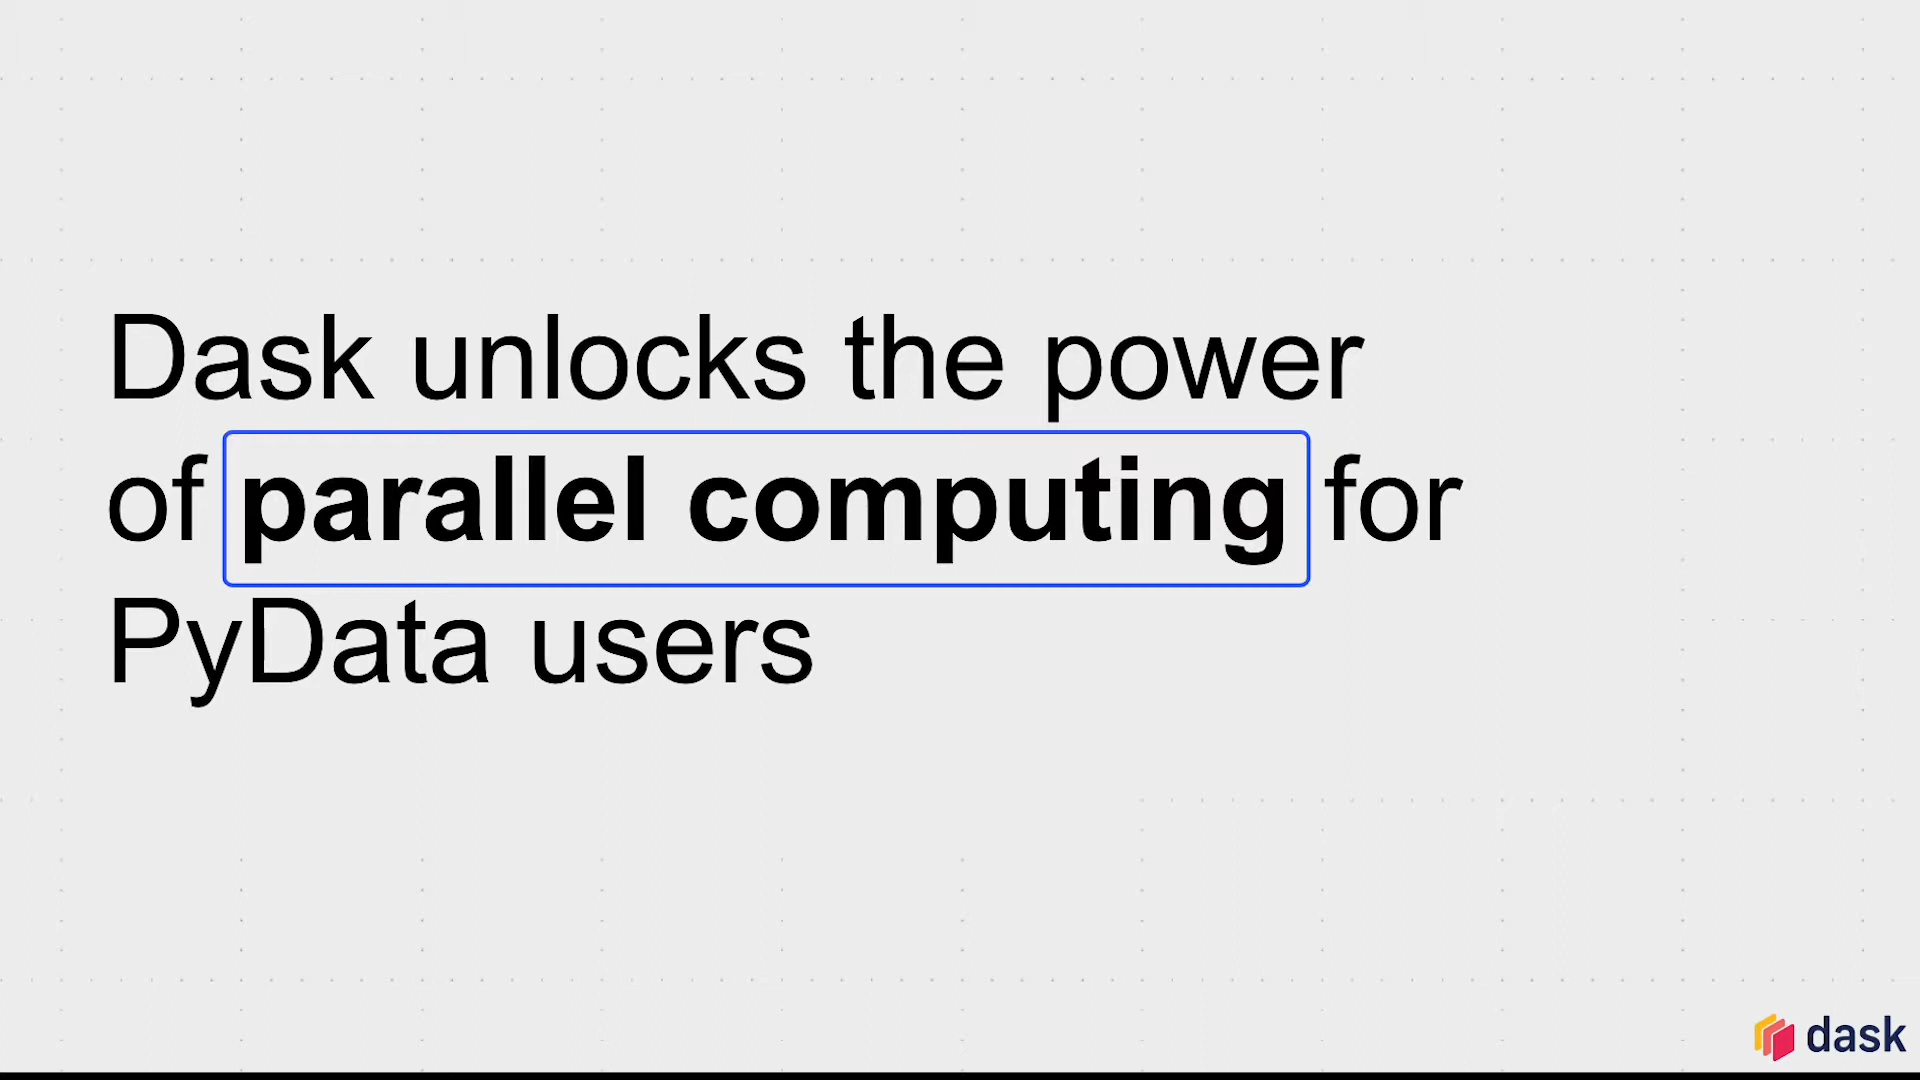 Dask unlocks the power
of parallel computing for
PyData users
dask